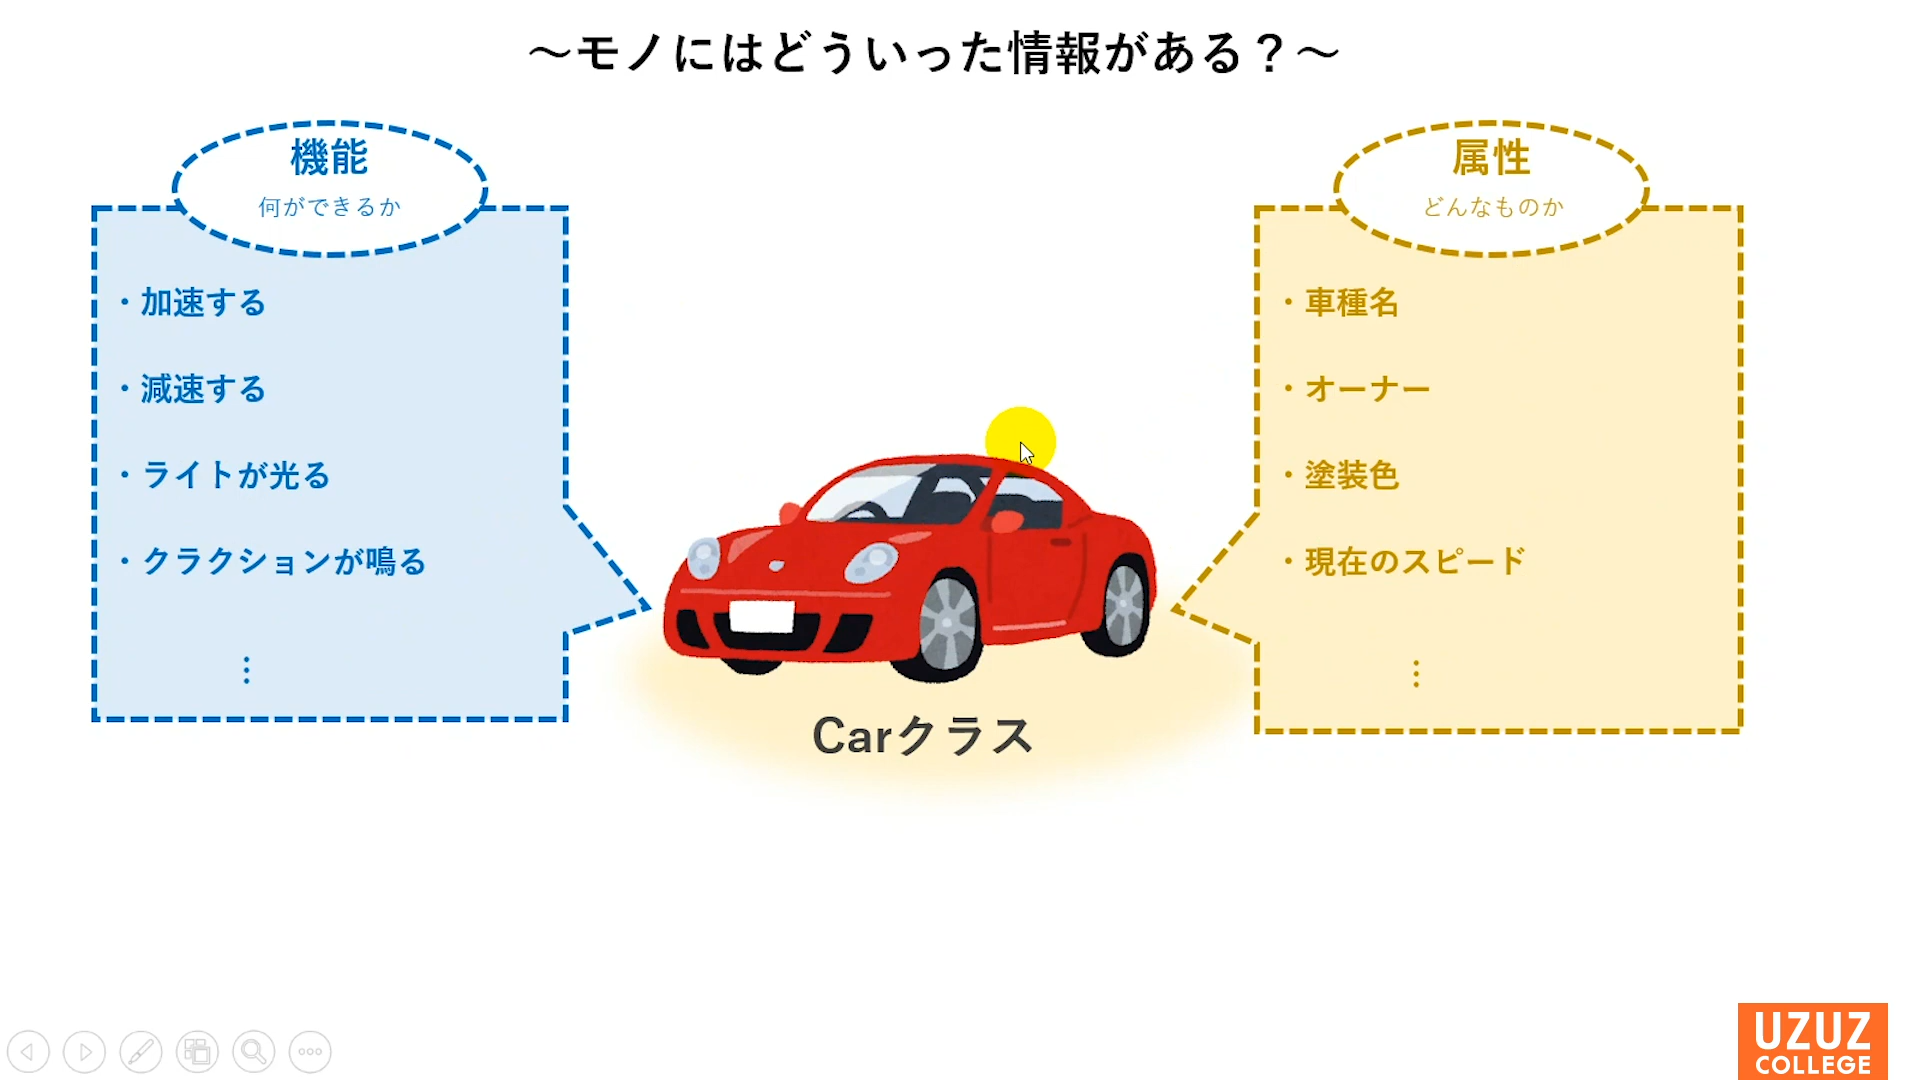 ～モノにはどういった情報がある？～
機能
何ができるか
・加速する
・減速する
・ライトが光る
・クラクションが鳴る
⋮
属性
どんなものか
・車種名
・オーナー
・塗装色
・現在のスピード
⋮
Carクラス
UZUZ
COLLEGE